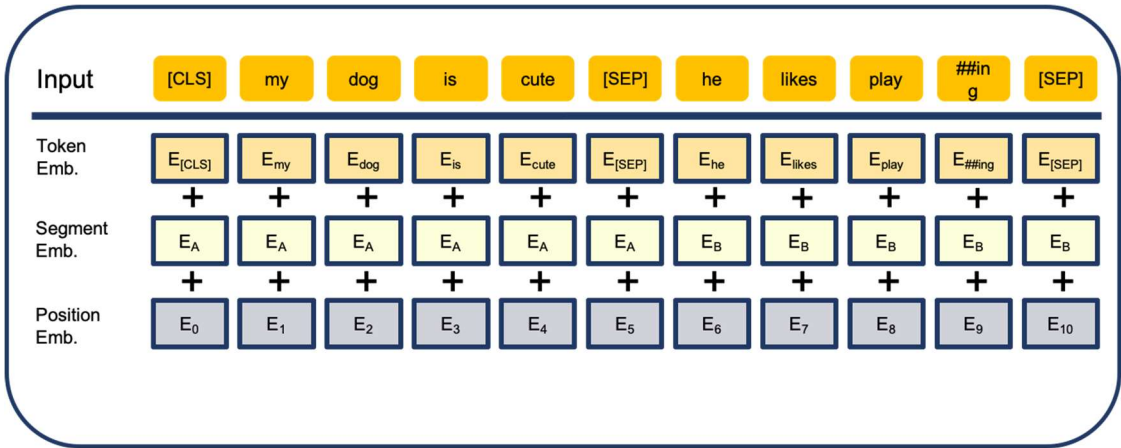 Input [CLS] my dog is cute [SEP] he likes play ##in
g [SEP]
Token
Emb. E[CLS] Emy Edog Eis Ecute E[SEP] Ehe Elikes Eplay E##ing E[SEP]
+ + + + + + + + + + +
Segment
Emb. EA EA EA EA EA EA EB EB EB EB EB
+ + + + + + + + + + +
Position
Emb. E0 E1 E2 E3 E4 E5 E6 E7 E8 E9 E10